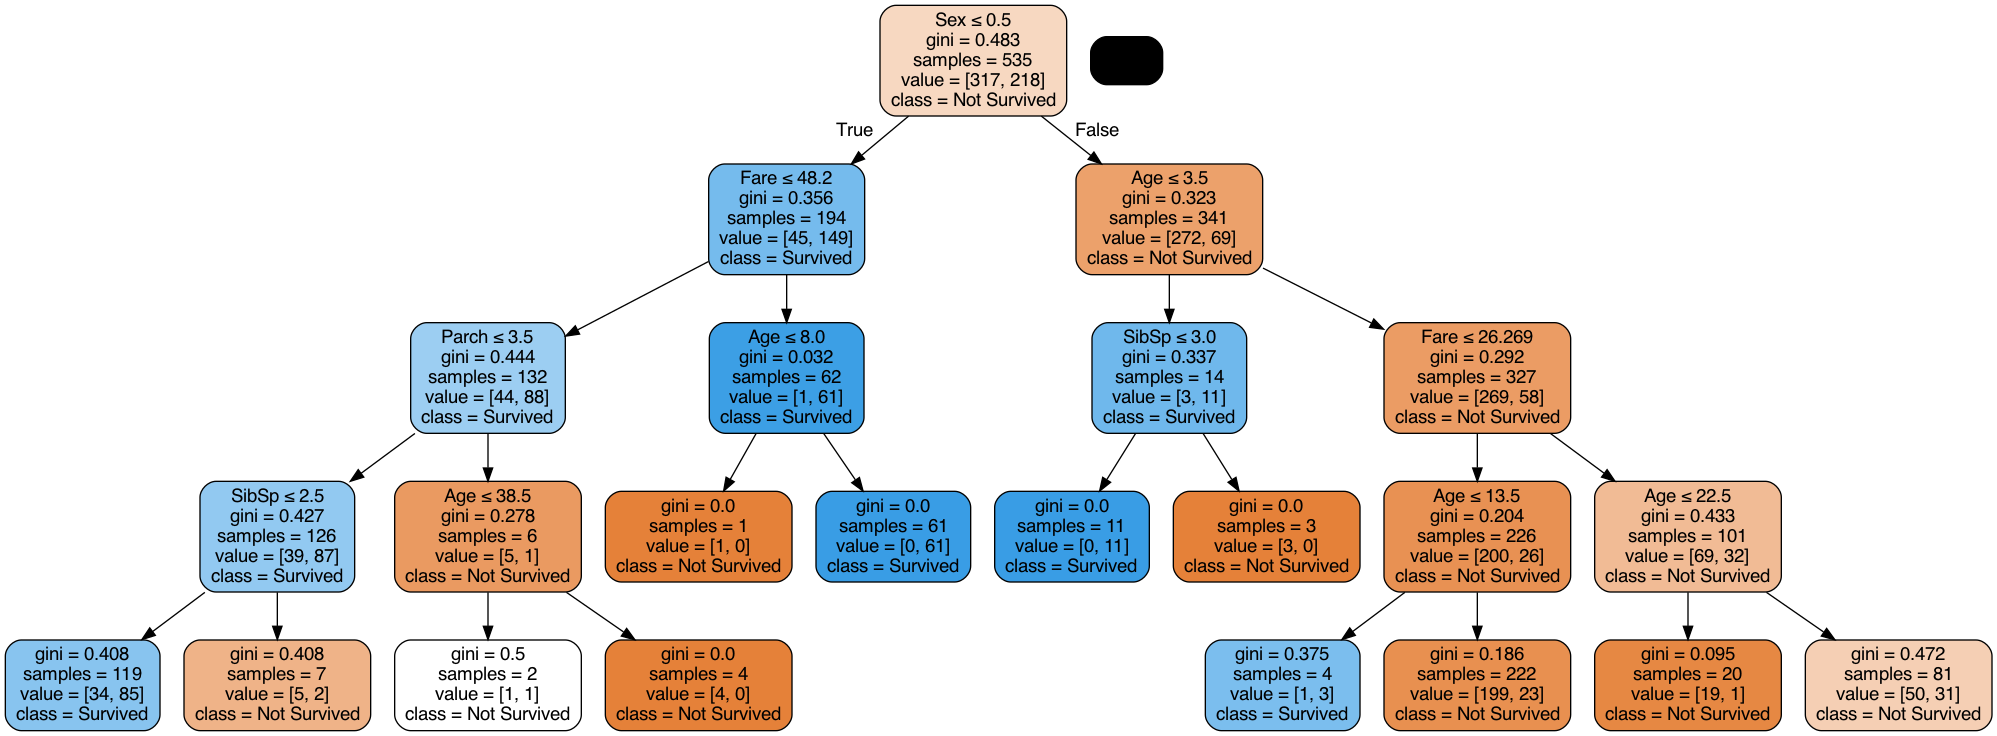 Sex ≤ 0.5
gini = 0.483
samples = 535
value = [317, 218]
class = Not Survived
True
False
Fare ≤ 48.2
gini = 0.356
samples = 194
value = [45, 149]
class = Survived
Age ≤ 3.5
gini = 0.323
samples = 341
value = [272, 69]
class = Not Survived
Parch ≤ 3.5
gini = 0.444
samples = 132
value = [44, 88]
class = Survived
Age ≤ 8.0
gini = 0.032
samples = 62
value = [1, 61]
class = Survived
SibSp ≤ 3.0
gini = 0.337
samples = 14
value = [3, 11]
class = Survived
Fare ≤ 26.269
gini = 0.292
samples = 327
value = [269, 58]
class = Not Survived
SibSp ≤ 2.5
gini = 0.427
samples = 126
value = [39, 87]
class = Survived
Age ≤ 38.5
gini = 0.278
samples = 6
value = [5, 1]
class = Not Survived
gini = 0.0
samples = 1
value = [1, 0]
class = Not Survived
gini = 0.0
samples = 61
value = [0, 61]
class = Survived
gini = 0.0
samples = 11
value = [0, 11]
class = Survived
gini = 0.0
samples = 3
value = [3, 0]
class = Not Survived
Age ≤ 13.5
gini = 0.204
samples = 226
value = [200, 26]
class = Not Survived
Age ≤ 22.5
gini = 0.433
samples = 101
value = [69, 32]
class = Not Survived
gini = 0.408
samples = 119
value = [34, 85]
class = Survived
gini = 0.408
samples = 7
value = [5, 2]
class = Not Survived
gini = 0.5
samples = 2
value = [1, 1]
class = Not Survived
gini = 0.0
samples = 4
value = [4, 0]
class = Not Survived
gini = 0.375
samples = 4
value = [1, 3]
class = Survived
gini = 0.186
samples = 222
value = [199, 23]
class = Not Survived
gini = 0.095
samples = 20
value = [19, 1]
class = Not Survived
gini = 0.472
samples = 81
value = [50, 31]
class = Not Survived